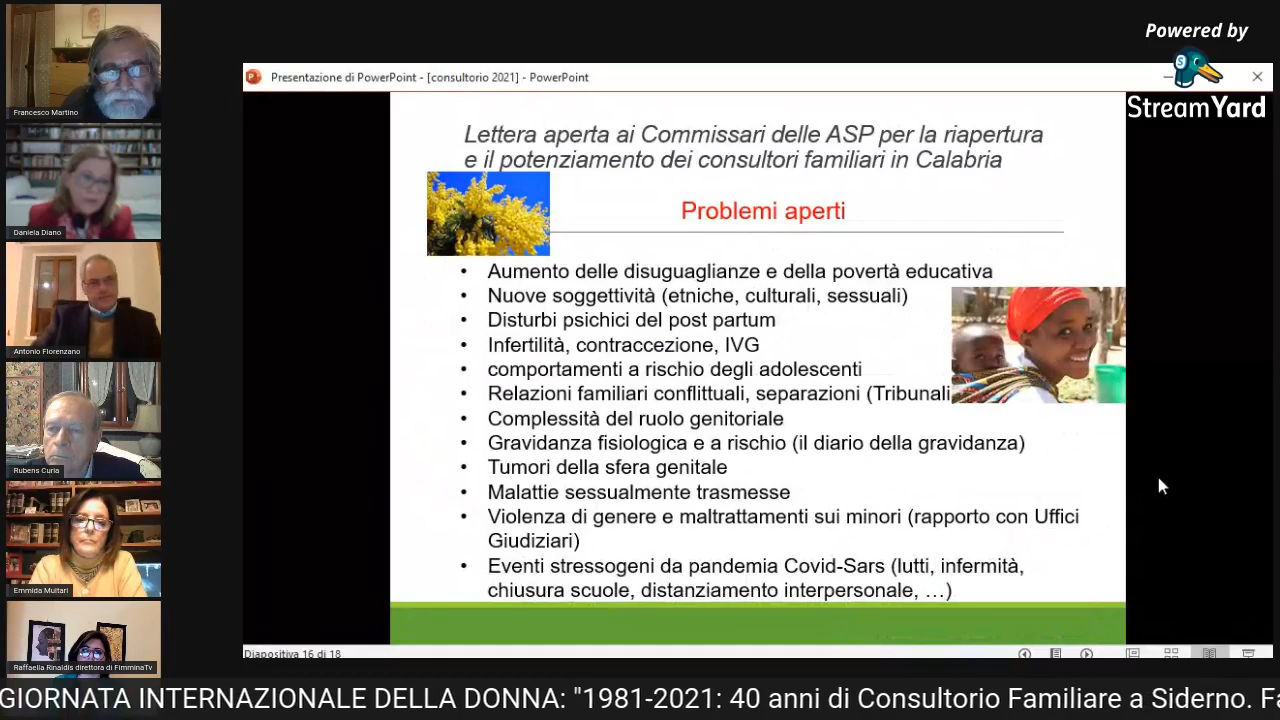 Powered by
StreamYard
Presentazione di PowerPoint - [consultorio 2021] - PowerPoint
Lettera aperta ai Commissari delle ASP per la riapertura
e il potenziamento dei consultori familiari in Calabria
Problemi aperti
• Aumento delle disuguaglianze e della povertà educativa
• Nuove soggettività (etniche, culturali, sessuali)
• Disturbi psichici del post partum
• Infertilità, contraccezione, IVG
• comportamenti a rischio degli adolescenti
• Relazioni familiari conflittuali, separazioni (Tribunali
• Complessità del ruolo genitoriale
• Gravidanza fisiologica e a rischio (il diario della gravidanza)
• Tumori della sfera genitale
• Malattie sessualmente trasmesse
• Violenza di genere e maltrattamenti sui minori (rapporto con Uffici
Giudiziari)
• Eventi stressogeni da pandemia Covid-Sars (lutti, infermità,
chiusura scuole, distanziamento interpersonale, …)
Diapositiva 16 di 18
Francesco Martino
Daniela Diano
Antonio Florenzano
Rubens Curia
Emmida Multari
Raffaella Rinaldis direttora di FimminaTv
GIORNATA INTERNAZIONALE DELLA DONNA: "1981-2021: 40 anni di Consultorio Familiare a Siderno. Fa